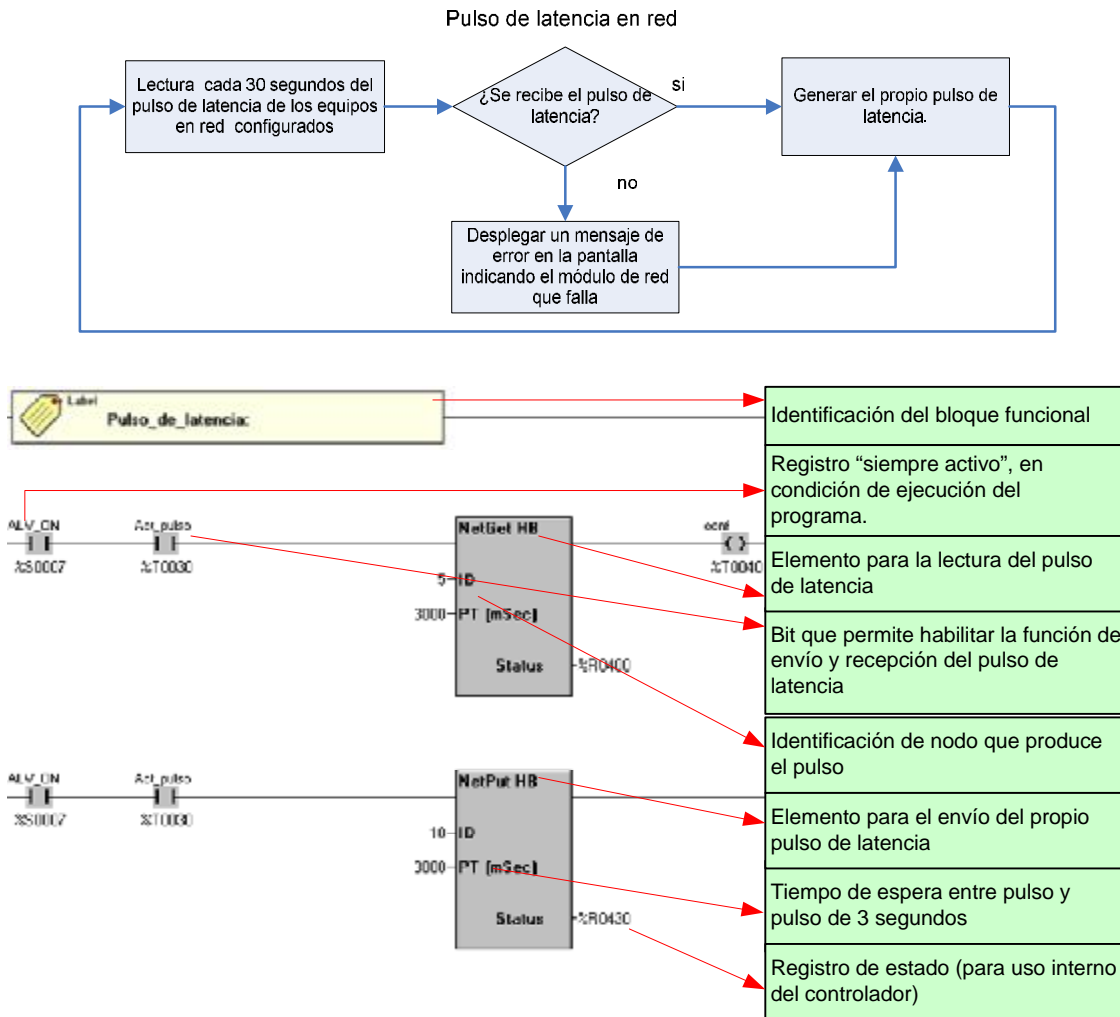 Pulso de latencia en red
Lectura cada 30 segundos del
pulso de latencia de los equipos
en red configurados
¿Se recibe el pulso de
latencia?
si
Generar el propio pulso de
latencia.
no
Desplegar un mensaje de
error en la pantalla
indicando el módulo de red
que falla
Label
Pulso_de_latencia:
Identificación del bloque funcional
Registro “siempre activo”, en
condición de ejecución del
programa.
ALW_ON
Act_pulso
NetGet HB
%S0007
%T0030
%T0040
5
ID
3000
PT [mSec]
Status
%R0400
Elemento para la lectura del pulso
de latencia
Bit que permite habilitar la función de
envío y recepción del pulso de
latencia
Identificación de nodo que produce
el pulso
ALW_ON
Act_pulso
NetPut HB
%S0007
%T0030
10
ID
3000
PT [mSec]
Status
%R0430
Elemento para el envío del propio
pulso de latencia
Tiempo de espera entre pulso y
pulso de 3 segundos
Registro de estado (para uso interno
del controlador)